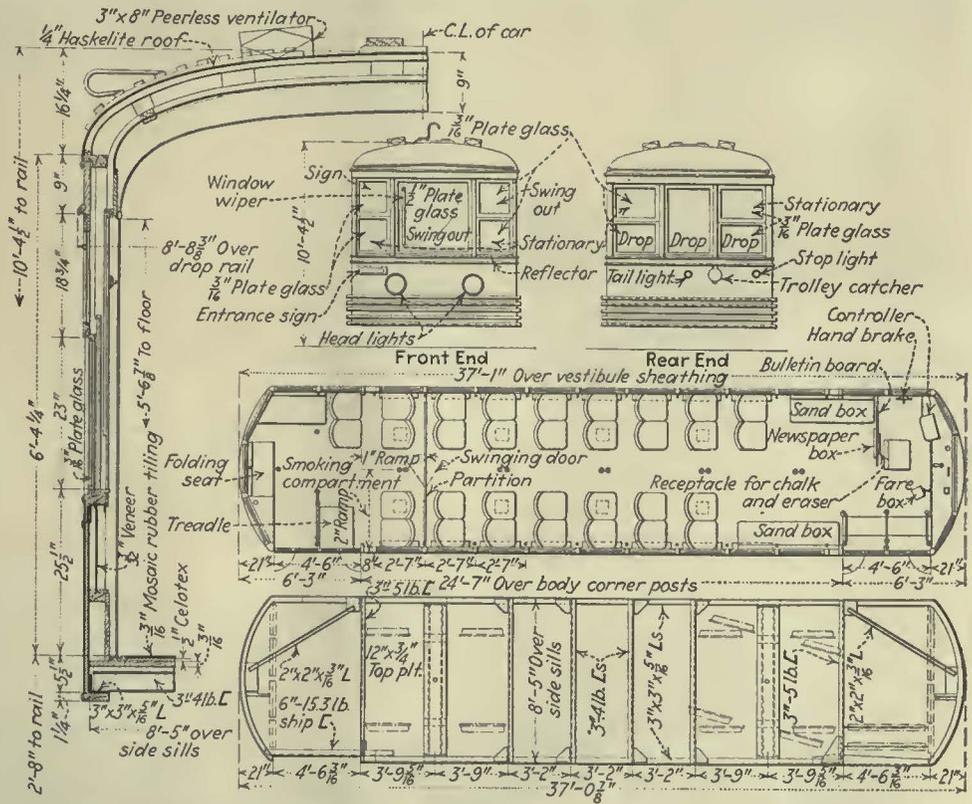 3"x8" Peerless ventilator
1/4" Haskelite roof
C.L. of car
16 1/4"
9"
10'-4 1/2" to rail
9"
18 3/4"
6'-4 1/4"
23"
3/16" Plate glass
5'-6 7/8" To floor
8'-8 3/8" Over
drop rail
25 1/2"
3/32" Veneer
3/16" Mosaic rubber tiling
1/2" Celotex
3/16"
5 1/2"
1 1/4"
2'-8" to rail
3"x3"x5/16" L
3"-4lb. [
8'-5" over
side sills
3/16" Plate glass
Sign
Window
wiper
1/2" Plate
glass
Swing out
Swing
out
Stationary
Reflector
10'-4 1/2"
3/16" Plate glass
Entrance sign
Head lights
Front End
Stationary
3/16" Plate glass
Drop
Drop
Drop
Tail light
Stop light
Trolley catcher
Rear End
Controller
Hand brake
Bulletin board
37'-1" Over vestibule sheathing
Sand box
Newspaper
box
Folding
seat
Smoking
compartment
1" Ramp
Swinging door
Partition
Receptacle for chalk
and eraser
Fare
box
Treadle
2" Ramp
Sand box
21"
4'-6"
8"
2'-7"
2'-7"
2'-7"
4'-6"
21"
6'-3"
24'-7" Over body corner posts
6'-3"
3"-5lb. [
12"x3/4"
Top plt.
2"x2"x3/16" L
6"-15.3 lb.
ship [
8'-5" Over
side sills
3"-4lb. [s
3"x3"x5/16" Ls
3"-5lb. [
2"x2"x3/16" L
21"
4'-6 3/16"
3'-9 5/16"
3'-9"
3'-2"
3'-2"
3'-2"
3'-9"
3'-9 5/16"
4'-6 3/16"
21"
37'-0 7/8"